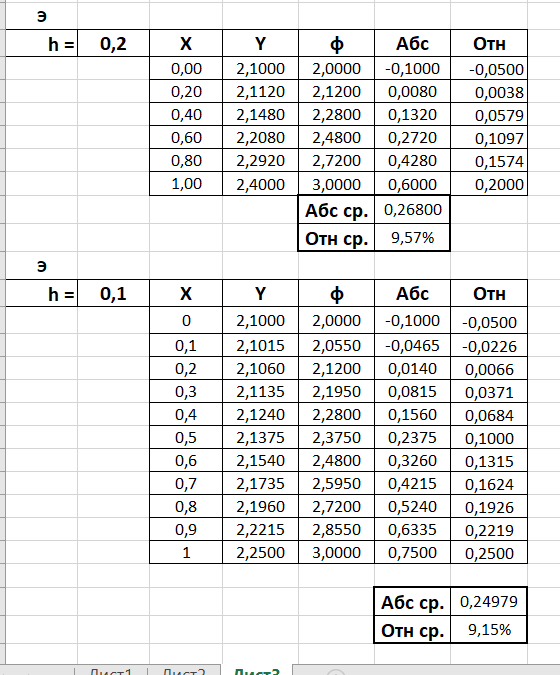 э
h = 0,2 X Y ф Абс Отн
0,00 2,1000 2,0000 -0,1000 -0,0500
0,20 2,1120 2,1200 0,0080 0,0038
0,40 2,1480 2,2800 0,1320 0,0579
0,60 2,2080 2,4800 0,2720 0,1097
0,80 2,2920 2,7200 0,4280 0,1574
1,00 2,4000 3,0000 0,6000 0,2000
Абс ср. 0,26800
Отн ср. 9,57%
э
h = 0,1 X Y ф Абс Отн
0 2,1000 2,0000 -0,1000 -0,0500
0,1 2,1015 2,0550 -0,0465 -0,0226
0,2 2,1060 2,1200 0,0140 0,0066
0,3 2,1135 2,1950 0,0815 0,0371
0,4 2,1240 2,2800 0,1560 0,0684
0,5 2,1375 2,3750 0,2375 0,1000
0,6 2,1540 2,4800 0,3260 0,1315
0,7 2,1735 2,5950 0,4215 0,1624
0,8 2,1960 2,7200 0,5240 0,1926
0,9 2,2215 2,8550 0,6335 0,2219
1 2,2500 3,0000 0,7500 0,2500
Абс ср. 0,24979
Отн ср. 9,15%
Лист1 Лист2 Лист3